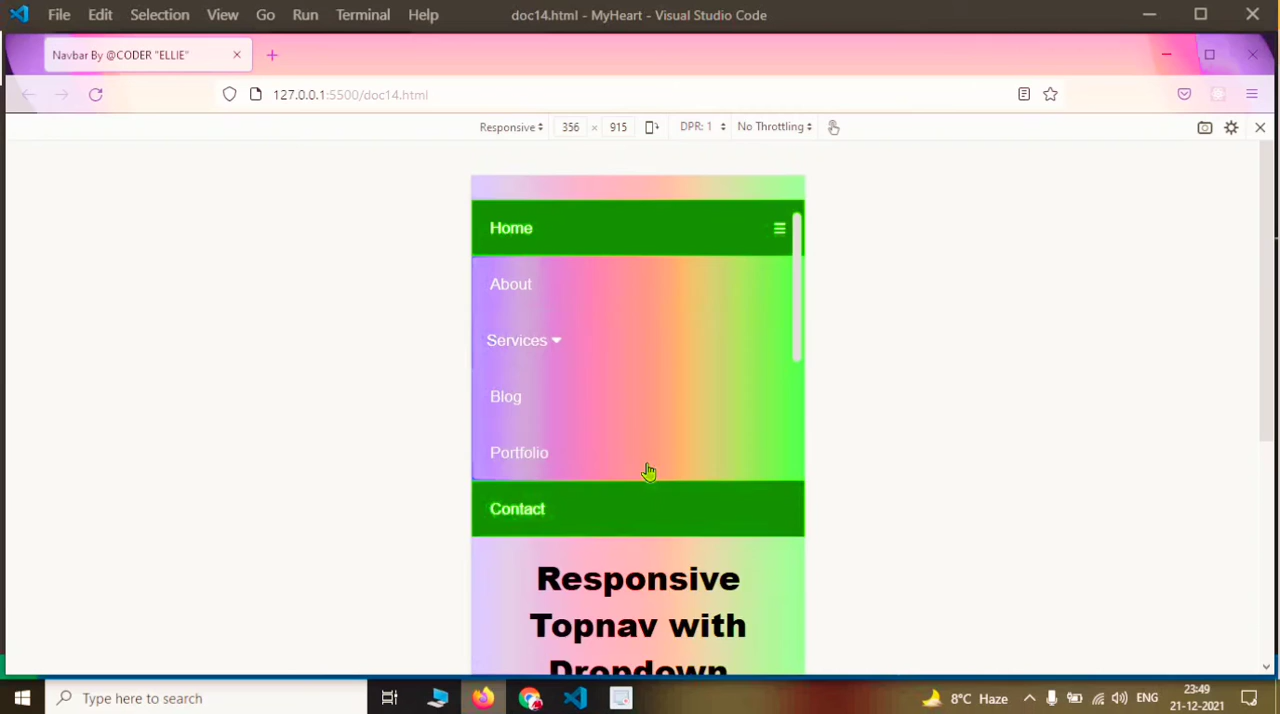 File Edit Selection View Go Run Terminal Help doc14.html - MyHeart - Visual Studio Code
Navbar By @CODER "ELLIE"
127.0.0.1:5500/doc14.html
Responsive 356 × 915 DPR: 1 No Throttling
Home
About
Services
Blog
Portfolio
Contact
Responsive
Topnav with
Dropdown
Type here to search
8°C Haze
ENG
23:49
21-12-2021